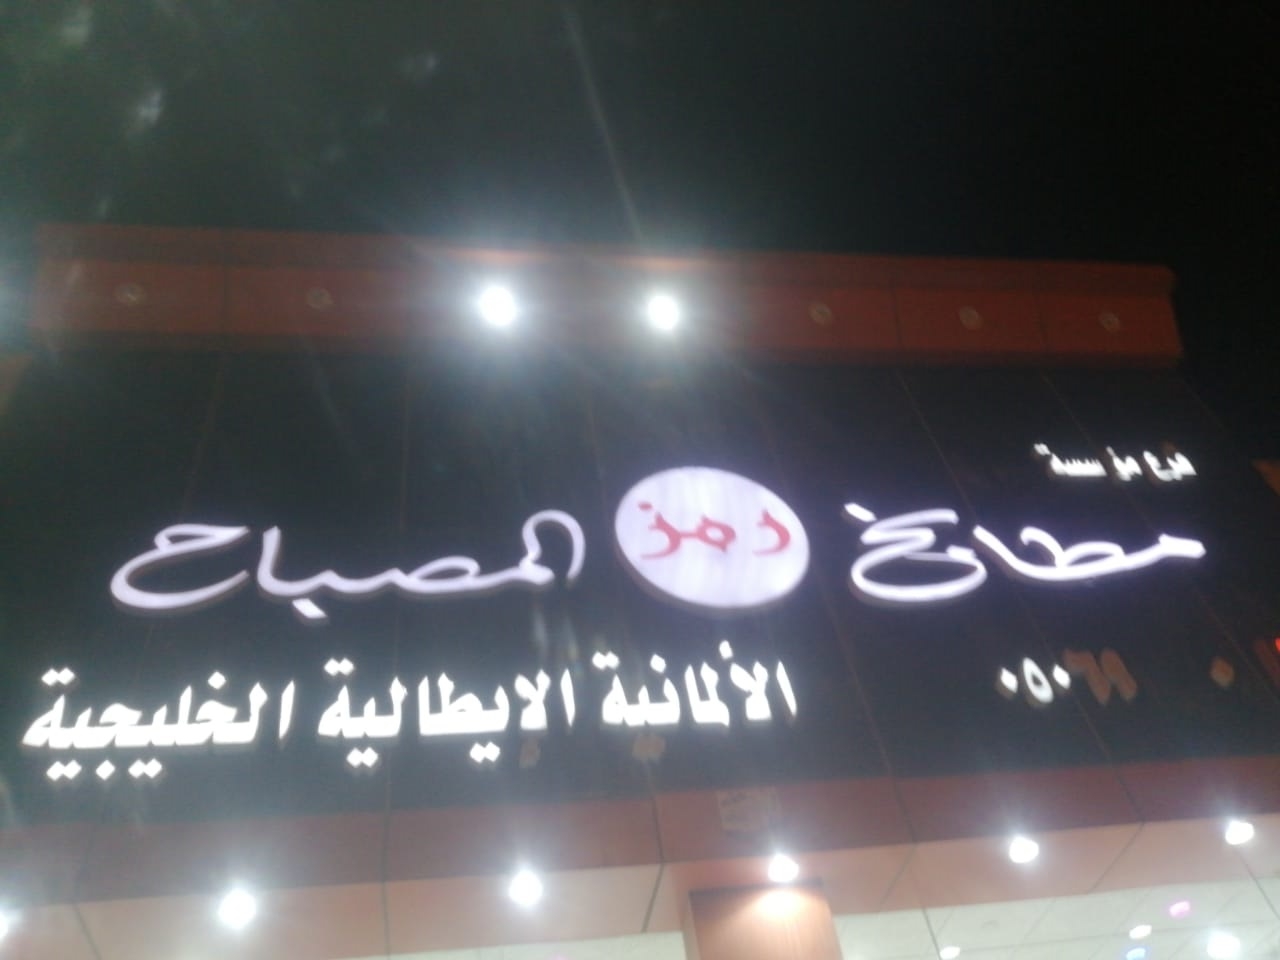 فرع مؤسسة
مطابخ رمز المصباح
الألمانية الايطالية الخليجية